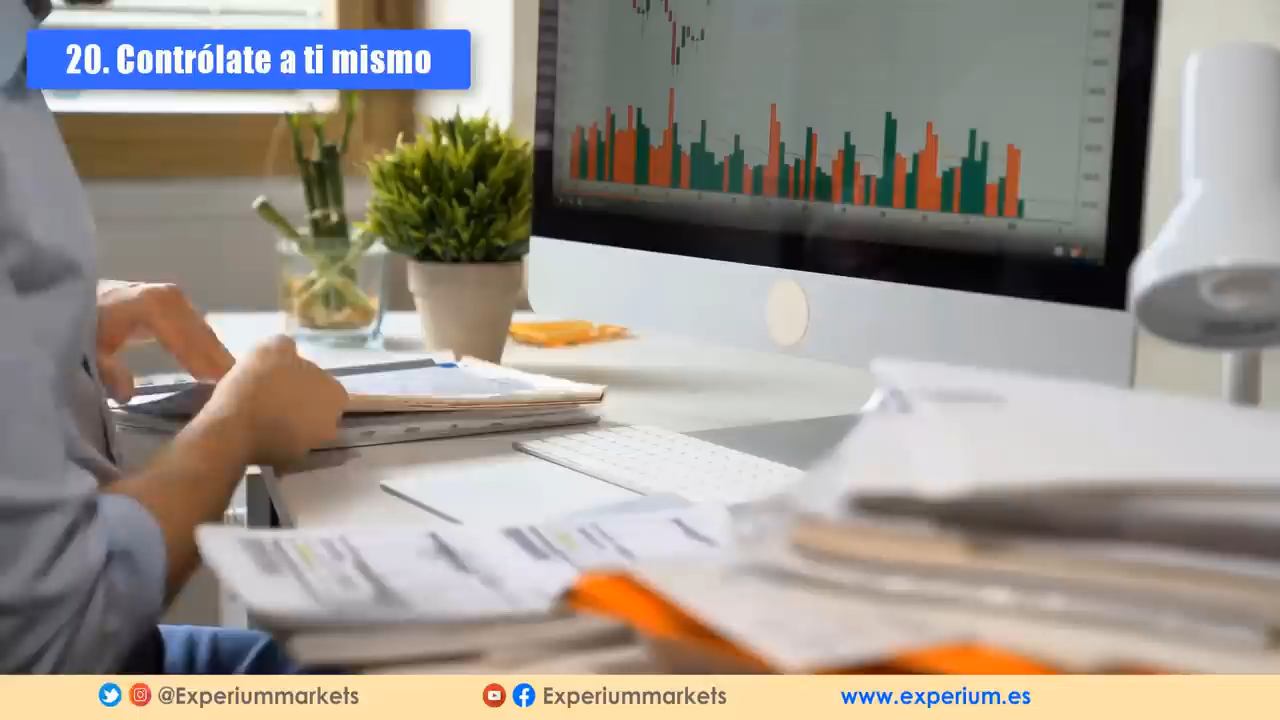 20. Contrólate a ti mismo
@Experiummarkets
Experiummarkets
www.experium.es